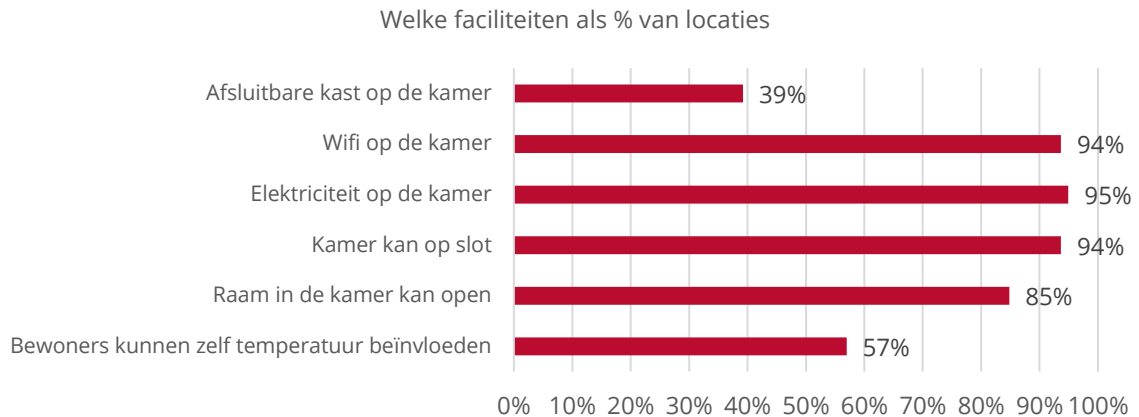 Welke faciliteiten als % van locaties
Afsluitbare kast op de kamer 39%
Wifi op de kamer 94%
Elektriciteit op de kamer 95%
Kamer kan op slot 94%
Raam in de kamer kan open 85%
Bewoners kunnen zelf temperatuur beïnvloeden 57%
0% 10% 20% 30% 40% 50% 60% 70% 80% 90% 100%